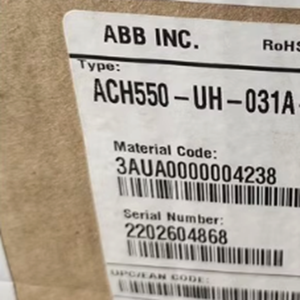 ABB INC.
RoHS
Type:
ACH550-UH-031A
Material Code:
3AUA0000004238
Serial Number:
2202604868
UPC/EAN CODE: